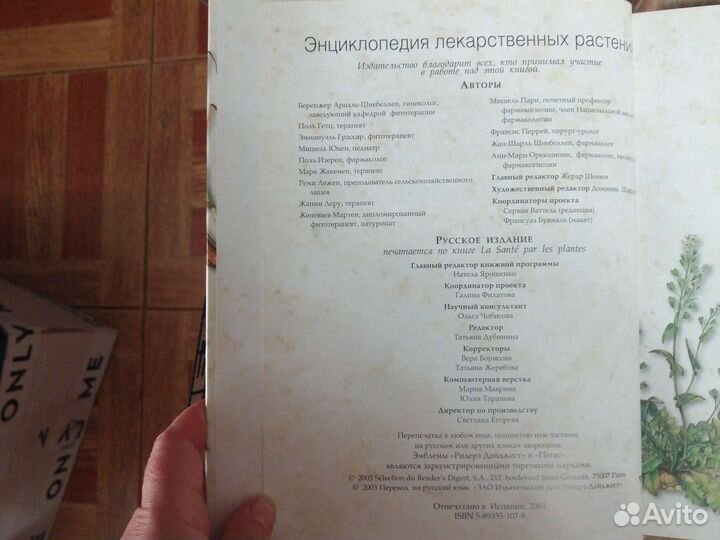 Энциклопедия лекарственных растени
Издательство благодарит всех, кто принимал участие
в работе над этой книгой.
Авторы
Беренжер Арналь-Шнебеллен, гинеколог,
заведующий кафедрой фитотерапии
Поль Гетц, терапевт
Эммануэль Грассар, фитотерапевт
Мишель Юнен, педиатр
Поль Изерен, фармаколог
Марк Жакемен, терапевт
Реми Лежен, преподаватель сельскохозяйственного
лицея
Жанин Леру, терапевт
Женевьев Мартен, дипломированный
фитотерапевт, натуропат
Мишель Пари, почетный профессор
фармакогнозии, член Национальной
фармакологии
Франсис Перрей, хирург-уролог
Жан Шарль Шнебеллен, фармаколог
Анн-Мари Орекшиони, фармаколог,
фармакогнозии
Главный редактор Жерар Шенян
Художественный редактор Доминик
Координаторы проекта
Серван Ваттель (редакция)
Франсуаз Буамаль (макет)
Русское издание
печатается по книге La Santé par les plantes
Главный редактор книжной программы
Натела Ярошенко
Координатор проекта
Галина Филатова
Научный консультант
Ольга Чибисова
Редактор
Татьяна Дубинина
Корректоры
Вера Борисова
Татьяна Жеребова
Компьютерная верстка
Мария Маврина
Юлия Таранова
Директор по производству
Светлана Егорова
Перепечатка в любом виде, полностью или частями,
на русском или других языках запрещен.
Эмблемы «Ридерз Дайджест» и «Пегас»
являются зарегистрированными торговыми марками.
© 2003 Sélection du Reader's Digest, S.A., 212, boulevard Saint-Germain, 75007 Paris
© 2003 Перевод на русский язык «ЗАО Издательский Дом Ридерз Дайджест»
Отпечатано в Испании, 2004
ISBN 5-89355-107-9
ONLY
ME
ON
Avito